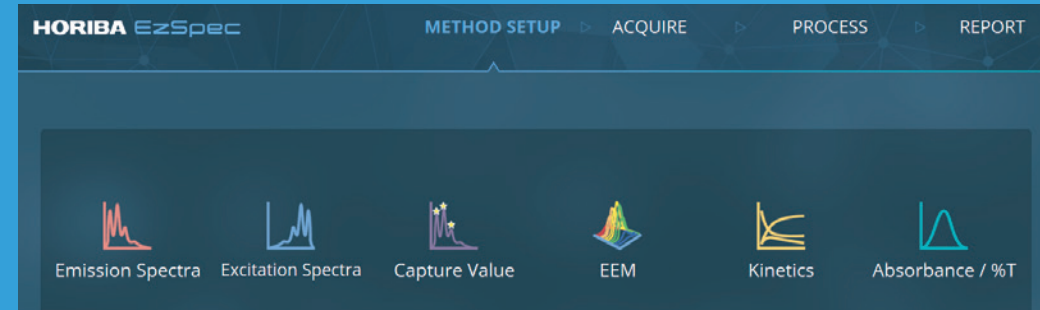 HORIBA EzSpec METHOD SETUP ACQUIRE PROCESS REPORT
Emission Spectra Excitation Spectra Capture Value EEM Kinetics Absorbance / %T